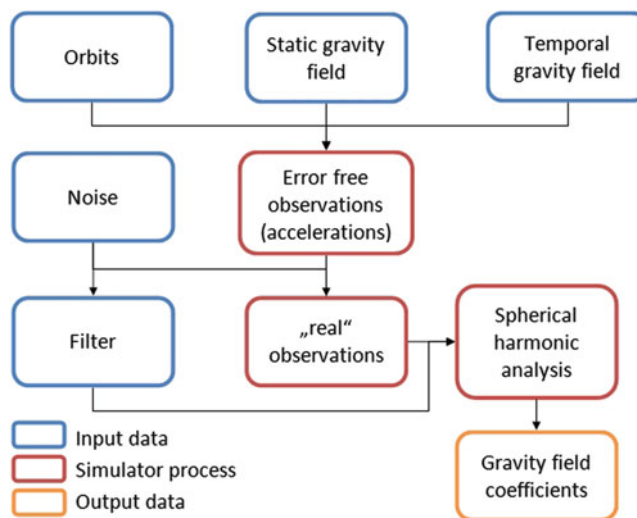 Orbits
Static gravity
field
Temporal
gravity field
Noise
Error free
observations
(accelerations)
Filter
„real“
observations
Spherical
harmonic
analysis
Input data
Simulator process
Output data
Gravity field
coefficients